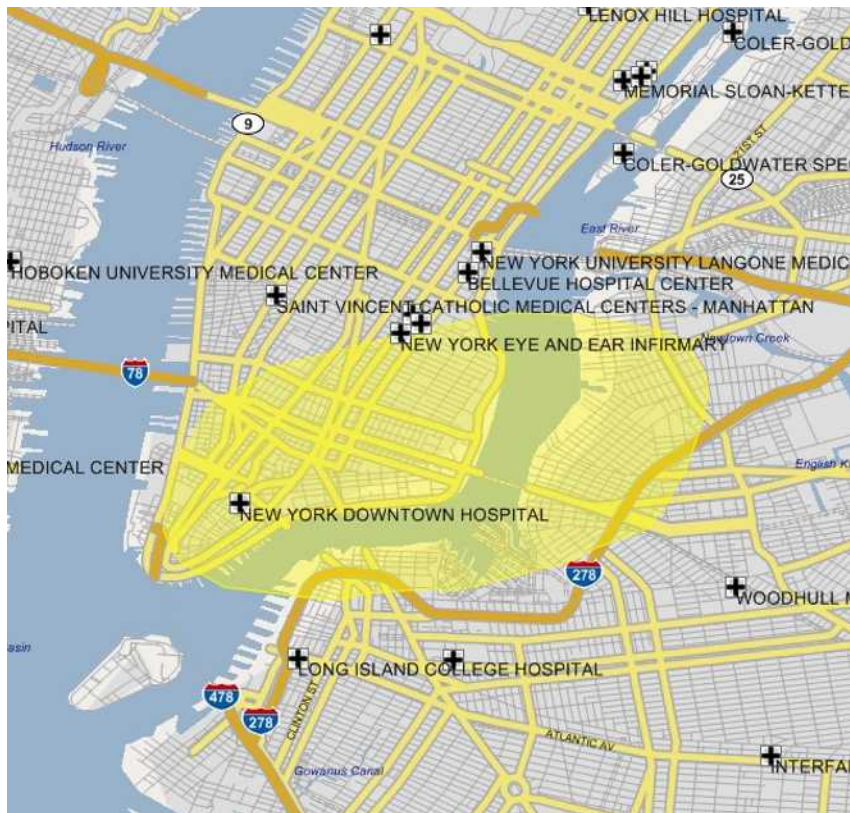 LENOX HILL HOSPITAL
COLER-GOLD
MEMORIAL SLOAN-KETTE
9
Hudson River
21ST ST
COLER-GOLDWATER SPE
25
East River
NEW YORK UNIVERSITY LANGONE MEDIC
HOBOKEN UNIVERSITY MEDICAL CENTER
BELLEVUE HOSPITAL CENTER
SAINT VINCENT CATHOLIC MEDICAL CENTERS - MANHATTAN
PITAL
NEW YORK EYE AND EAR INFIRMARY
Newtown Creek
78
MEDICAL CENTER
English K
NEW YORK DOWNTOWN HOSPITAL
278
WOODHULL M
asin
LONG ISLAND COLLEGE HOSPITAL
478
278
CLINTON ST
ATLANTIC AV
Gowanus Canal
INTERFA